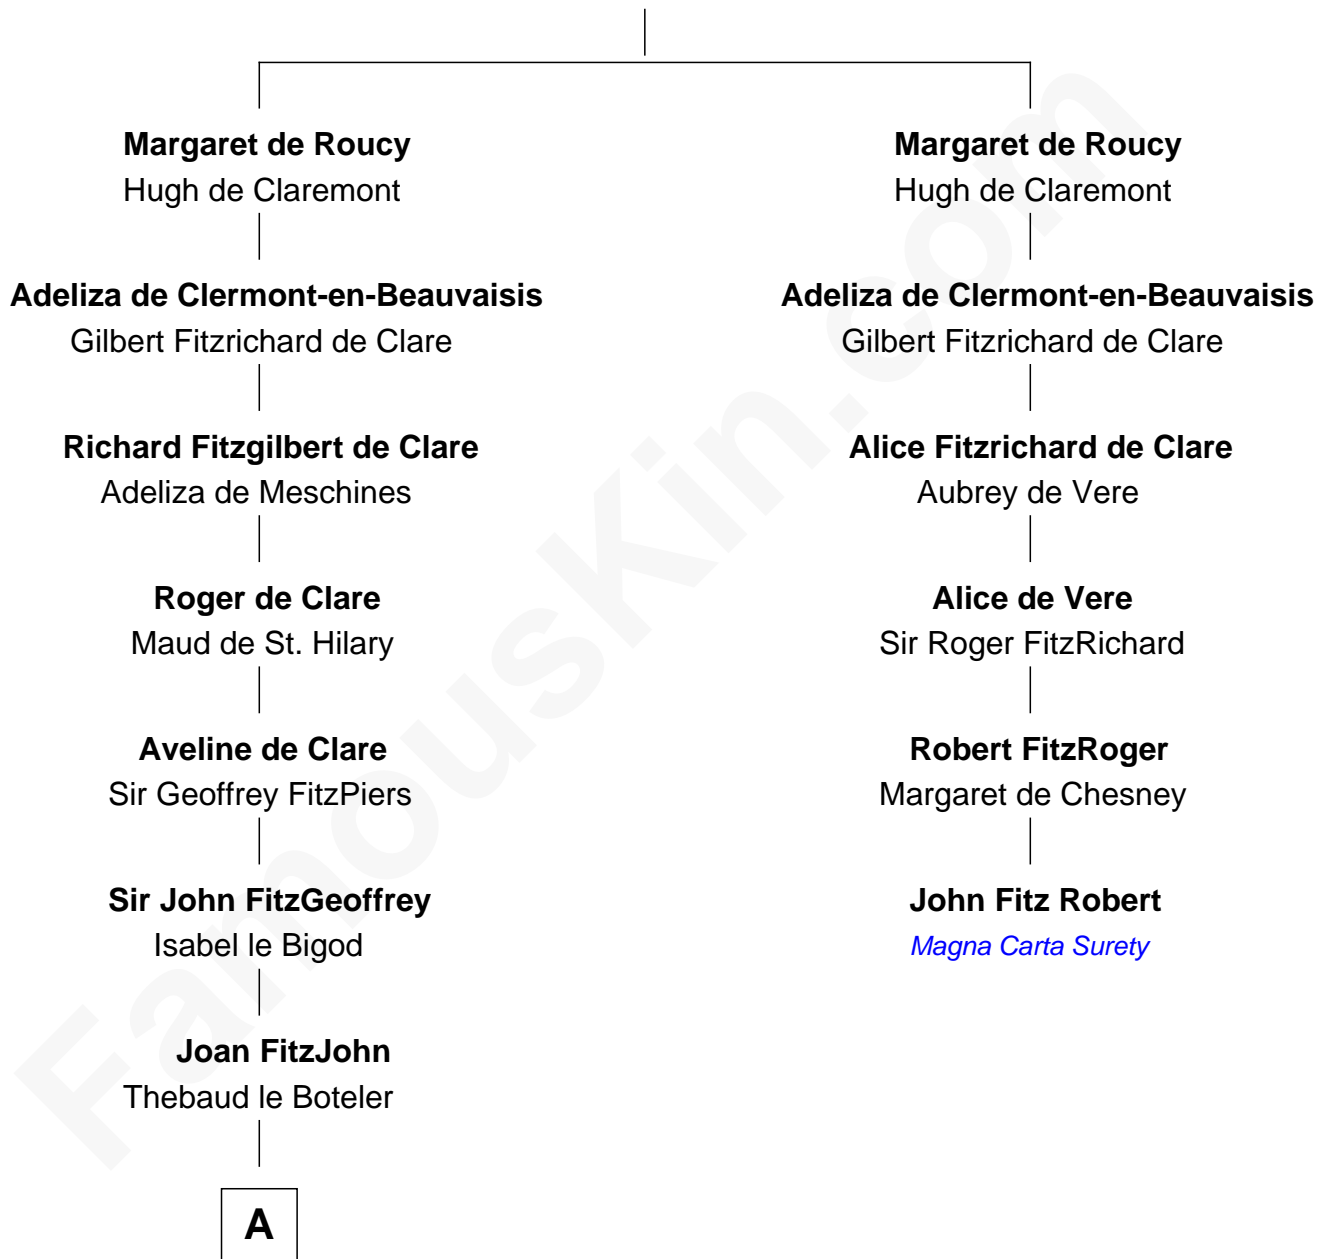 Margaret de Roucy
Hugh de Claremont
Adeliza de Clermont-en-Beauvaisis
Gilbert Fitzrichard de Clare
Richard Fitzgilbert de Clare
Adeliza de Meschines
Roger de Clare
Maud de St. Hilary
Aveline de Clare
Sir Geoffrey FitzPiers
Sir John FitzGeoffrey
Isabel le Bigod
Joan FitzJohn
Thebaud le Boteler
A
Margaret de Roucy
Hugh de Claremont
Adeliza de Clermont-en-Beauvaisis
Gilbert Fitzrichard de Clare
Alice Fitzrichard de Clare
Aubrey de Vere
Alice de Vere
Sir Roger FitzRichard
Robert FitzRoger
Margaret de Chesney
John Fitz Robert
Magna Carta Surety
FamousKin.com